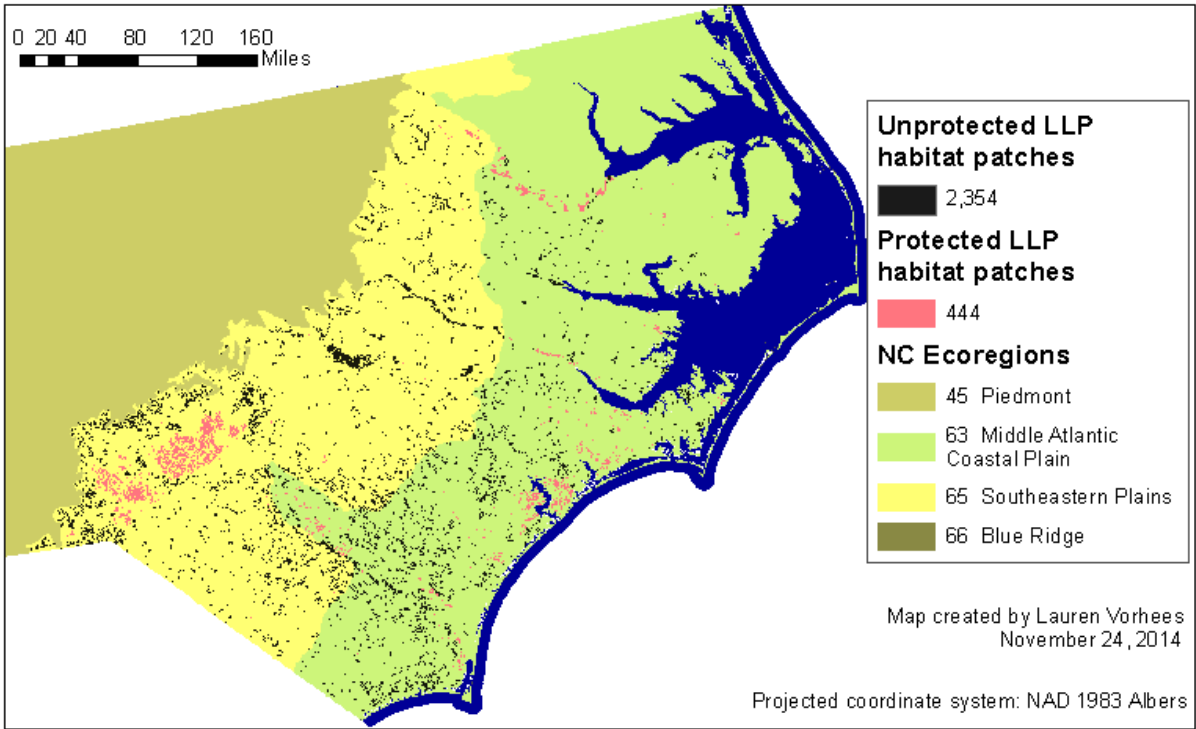 0 20 40 80 120 160
Miles
Unprotected LLP
habitat patches
2,354
Protected LLP
habitat patches
444
NC Ecoregions
45 Piedmont
63 Middle Atlantic
Coastal Plain
65 Southeastern Plains
66 Blue Ridge
Map created by Lauren Vorhees
November 24, 2014
Projected coordinate system: NAD 1983 Albers